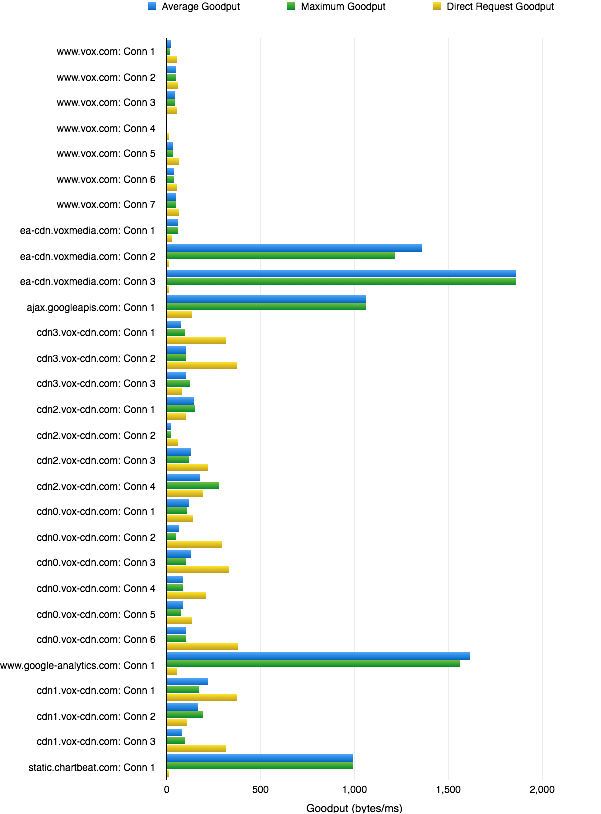 Average Goodput Maximum Goodput Direct Request Goodput
www.vox.com: Conn 1
www.vox.com: Conn 2
www.vox.com: Conn 3
www.vox.com: Conn 4
www.vox.com: Conn 5
www.vox.com: Conn 6
www.vox.com: Conn 7
ea-cdn.voxmedia.com: Conn 1
ea-cdn.voxmedia.com: Conn 2
ea-cdn.voxmedia.com: Conn 3
ajax.googleapis.com: Conn 1
cdn3.vox-cdn.com: Conn 1
cdn3.vox-cdn.com: Conn 2
cdn3.vox-cdn.com: Conn 3
cdn2.vox-cdn.com: Conn 1
cdn2.vox-cdn.com: Conn 2
cdn2.vox-cdn.com: Conn 3
cdn2.vox-cdn.com: Conn 4
cdn0.vox-cdn.com: Conn 1
cdn0.vox-cdn.com: Conn 2
cdn0.vox-cdn.com: Conn 3
cdn0.vox-cdn.com: Conn 4
cdn0.vox-cdn.com: Conn 5
cdn0.vox-cdn.com: Conn 6
www.google-analytics.com: Conn 1
cdn1.vox-cdn.com: Conn 1
cdn1.vox-cdn.com: Conn 2
cdn1.vox-cdn.com: Conn 3
static.chartbeat.com: Conn 1
0 500 1,000 1,500 2,000
Goodput (bytes/ms)